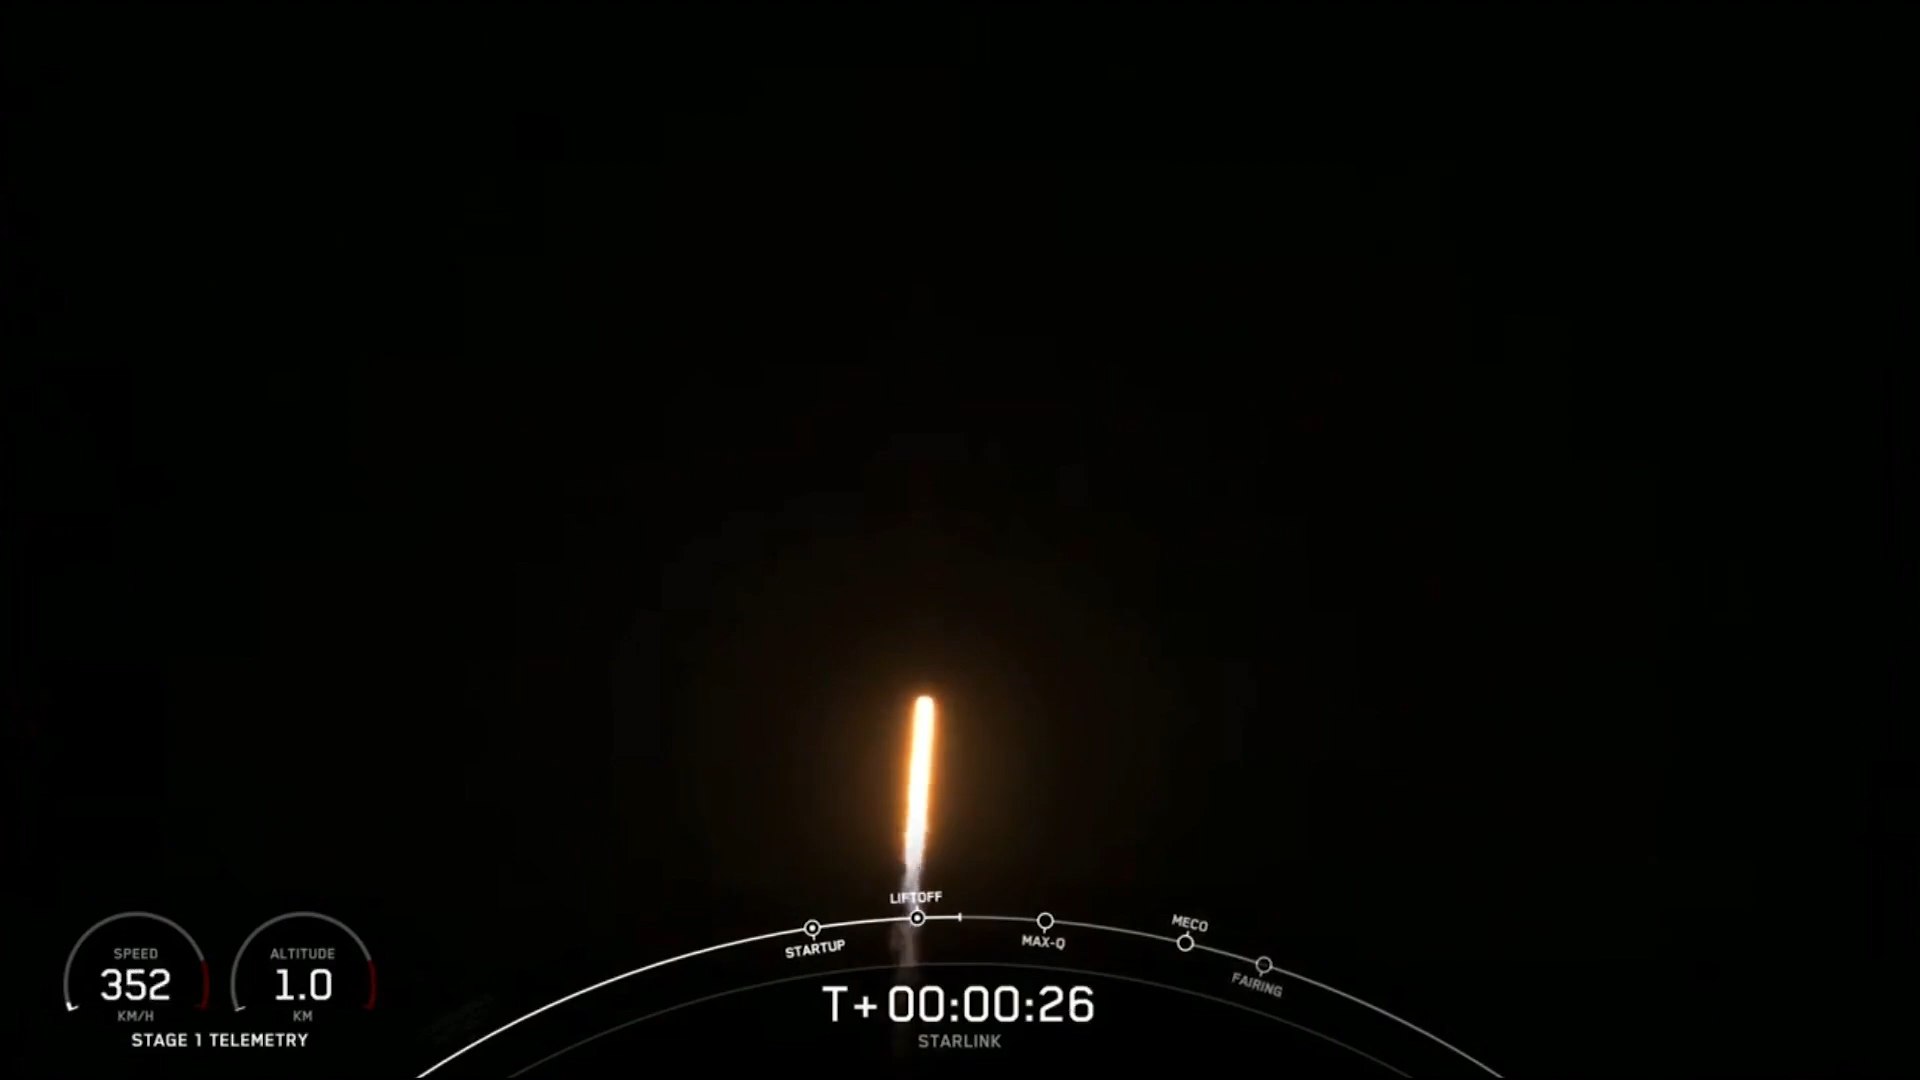 LIFTOFF
STARTUP
MAX-Q
MECO
FAIRING
SPEED
352
KM/H
ALTITUDE
1.0
KM
STAGE 1 TELEMETRY
T+00:00:26
STARLINK